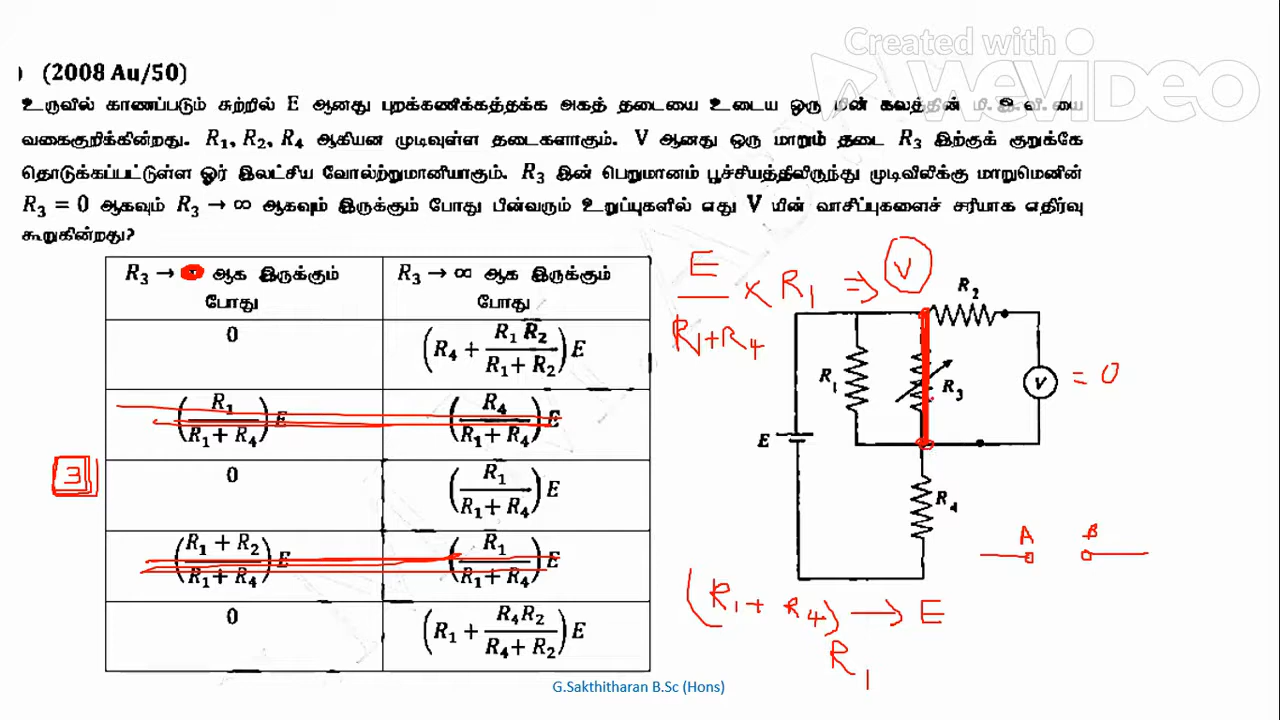 Created with
WeVideo
) (2008 Au/50)
உருவில் காணப்படும் சுற்றில் E ஆனது புறக்கணிக்கத்தக்க அகத் தடையை உடைய ஒரு மின் கலத்தின் மி.இ.வி. யை
வகைகுறிக்கின்றது. R₁, R₂, R₄ ஆகியன முடிவுள்ள தடைகளாகும். V ஆனது ஒரு மாறும் தடை R₃ இற்குக் குறுக்கே
தொடுக்கப்பட்டுள்ள ஓர் இலட்சிய வோல்ற்றுமானியாகும். R₃ இன் பெறுமானம் பூச்சியத்திலிருந்து முடிவிலிக்கு மாறுமெனின்
R₃ = 0 ஆகவும் R₃ → ∞ ஆகவும் இருக்கும் போது பின்வரும் உறுப்புகளில் எது V யின் வாசிப்புகளைச் சரியாக எதிர்வு
கூறுகின்றது?
R₃ → ஆக இருக்கும் போது
R₃ → ∞ ஆக இருக்கும் போது
0
(R₄ + R₁ R₂ / R₁ + R₂) E
(R₁ / R₁ + R₄) E
(R₄ / R₁ + R₄) E
3
0
(R₁ / R₁ + R₄) E
(R₁ + R₂ / R₁ + R₄) E
(R₁ / R₁ + R₄) E
0
(R₁ + R₄R₂ / R₄ + R₂) E
E / R₁+R₄ × R₁ ⇒ V
R₂
R₁
R₃
V = 0
E
R₄
A B
(R₁ + R₄) → E
R₁
G.Sakthitharan B.Sc (Hons)